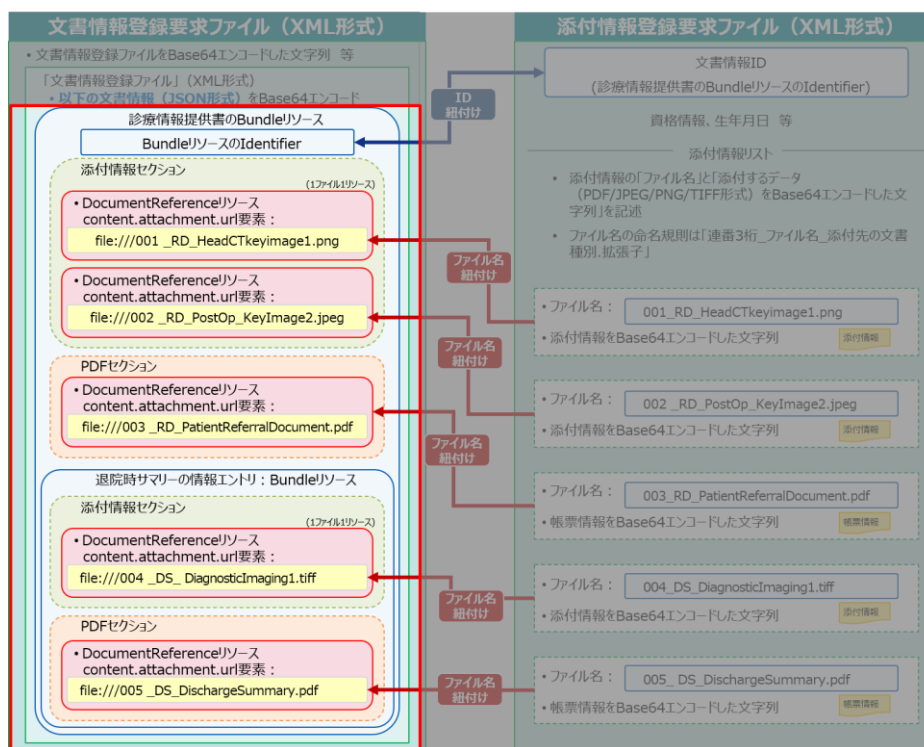 文書情報登録要求ファイル（XML形式）
• 文書情報登録ファイルをBase64エンコードした文字列　等
「文書情報登録ファイル」（XML形式）
• 以下の文書情報（JSON形式）をBase64エンコード
診療情報提供書のBundleリソース
BundleリソースのIdentifier
添付情報セクション
(1ファイル1リソース)
• DocumentReferenceリソース
content.attachment.url要素：
file:///001 _RD_HeadCTkeyimage1.png
• DocumentReferenceリソース
content.attachment.url要素：
file:///002 _RD_PostOp_KeyImage2.jpeg
PDFセクション
• DocumentReferenceリソース
content.attachment.url要素：
file:///003 _RD_PatientReferralDocument.pdf
退院時サマリーの情報エントリ：Bundleリソース
添付情報セクション
(1ファイル1リソース)
• DocumentReferenceリソース
content.attachment.url要素：
file:///004 _DS_ DiagnosticImaging1.tiff
PDFセクション
• DocumentReferenceリソース
content.attachment.url要素：
file:///005 _DS_DischargeSummary.pdf
ID
紐付け
ファイル名
紐付け
ファイル名
紐付け
ファイル名
紐付け
ファイル名
紐付け
ファイル名
紐付け
添付情報登録要求ファイル（XML形式）
文書情報ID
(診療情報提供書のBundleリソースのIdentifier)
資格情報、生年月日　等
添付情報リスト
• 添付情報の「ファイル名」と「添付するデータ
（PDF/JPEG/PNG/TIFF形式）をBase64エンコードした文
字列」を記述
• ファイル名の命名規則は「連番3桁_ファイル名_添付先の文書
種別.拡張子」
• ファイル名： 001_RD_HeadCTkeyimage1.png
• 添付情報をBase64エンコードした文字列 添付情報
• ファイル名： 002 _RD_PostOp_KeyImage2.jpeg
• 添付情報をBase64エンコードした文字列 添付情報
• ファイル名： 003_RD_PatientReferralDocument.pdf
• 帳票情報をBase64エンコードした文字列 帳票情報
• ファイル名： 004_DS_DiagnosticImaging1.tiff
• 添付情報をBase64エンコードした文字列 添付情報
• ファイル名： 005_ DS_DischargeSummary.pdf
• 帳票情報をBase64エンコードした文字列 帳票情報